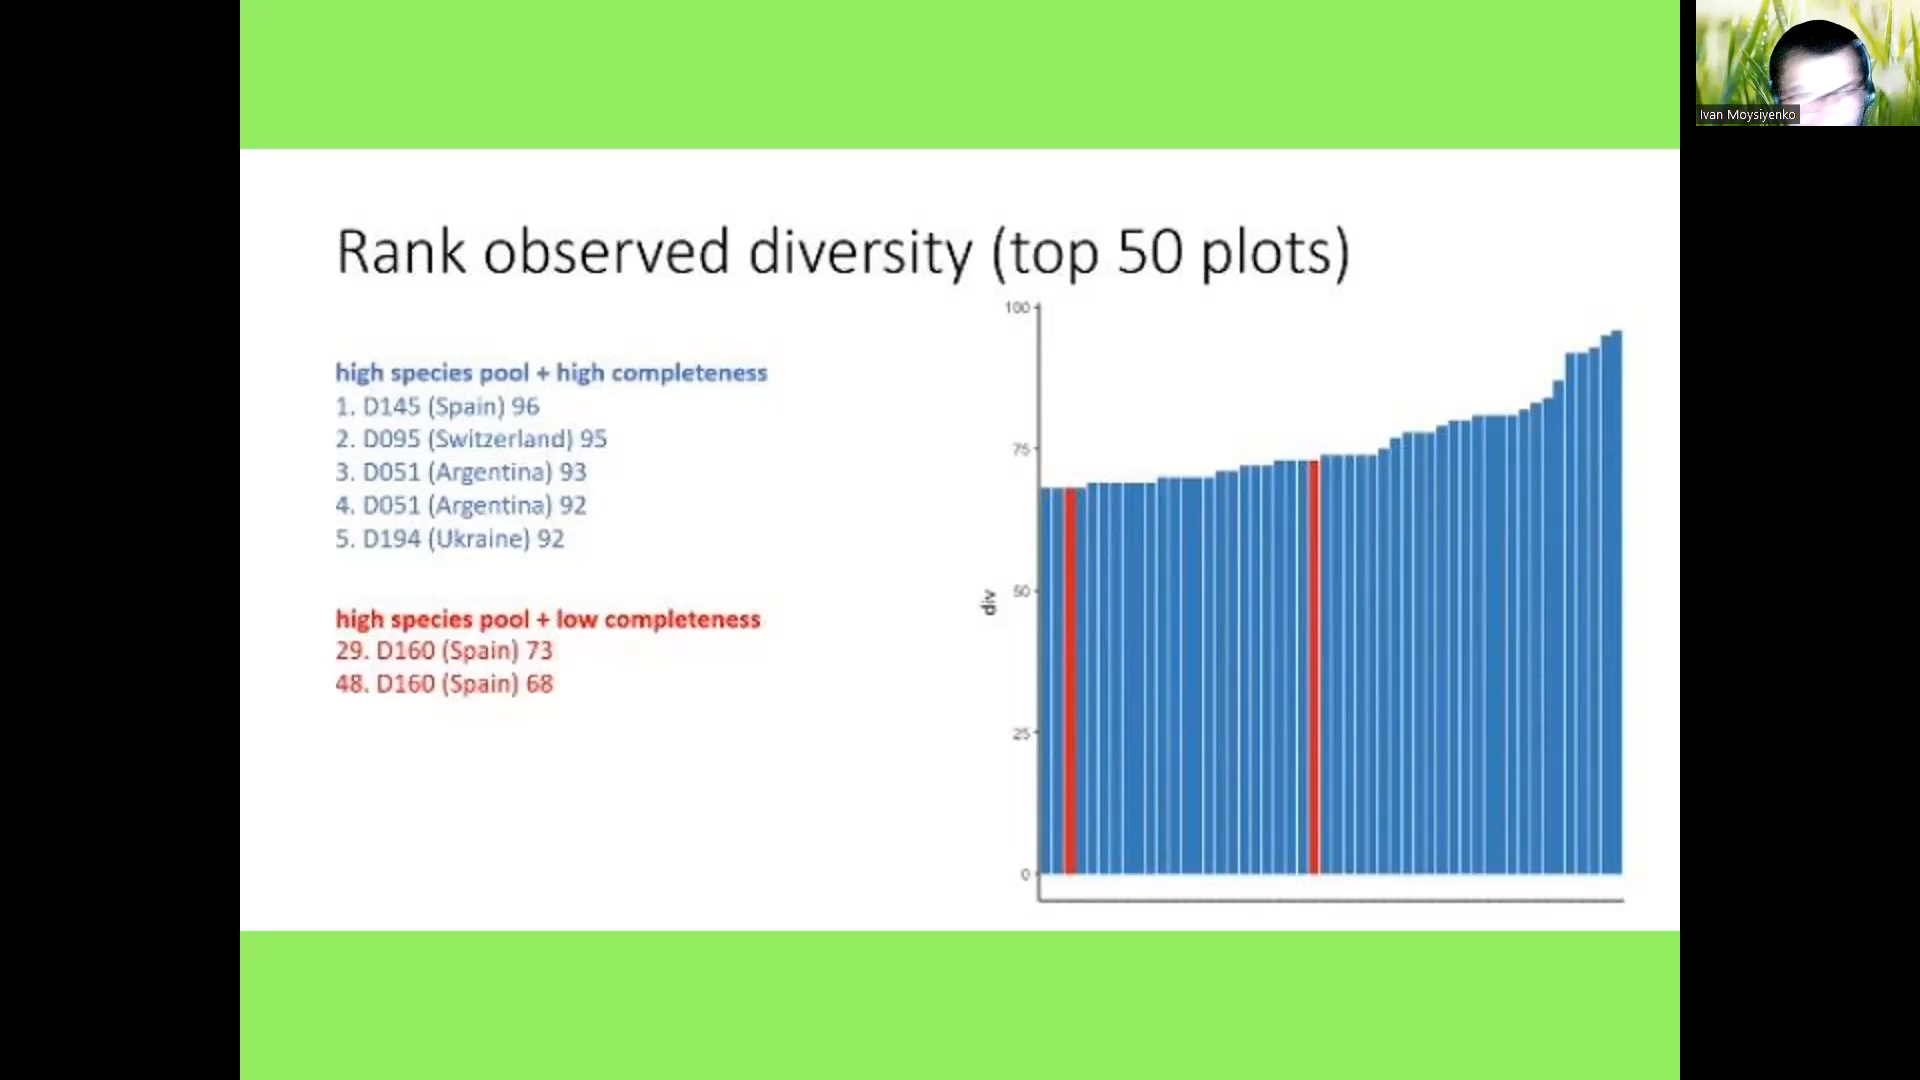 Ivan Moysiyenko
Rank observed diversity (top 50 plots)
high species pool + high completeness
1. D145 (Spain) 96
2. D095 (Switzerland) 95
3. D051 (Argentina) 93
4. D051 (Argentina) 92
5. D194 (Ukraine) 92
high species pool + low completeness
29. D160 (Spain) 73
48. D160 (Spain) 68
100
75
50
25
0
div